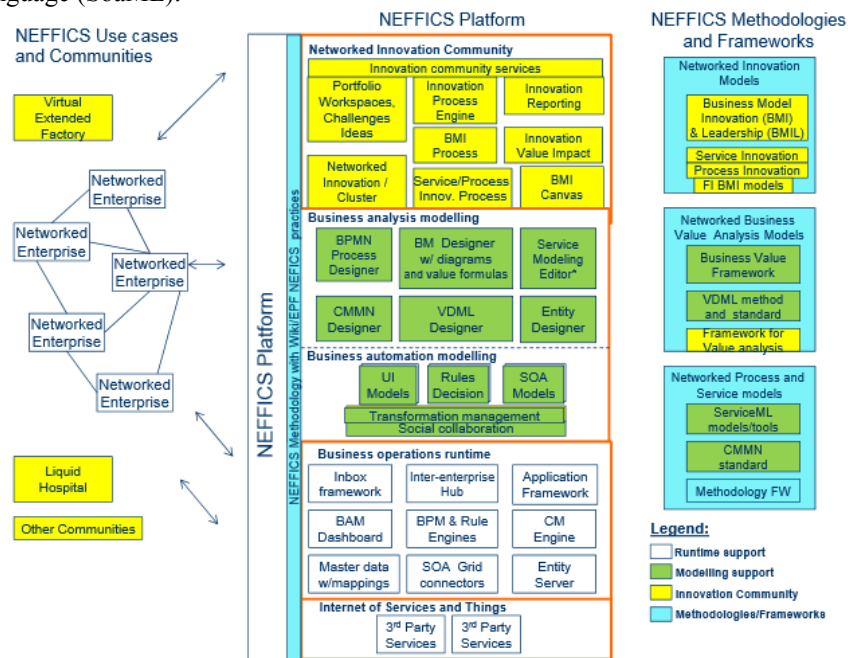 nguage (SoaML).
NEFFICS Use cases
and Communities
Virtual
Extended
Factory
Networked
Enterprise
Networked
Enterprise
Networked
Enterprise
Networked
Enterprise
Networked
Enterprise
Liquid
Hospital
Other Communities
NEFFICS Platform
NEFFICS Platform
NEFFICS Methodology with Wiki/EPF NEFICS practices
Networked Innovation Community
Innovation community services
Portfolio
Workspaces,
Challenges
Ideas
Innovation
Process
Engine
Innovation
Reporting
BMI
Process
Innovation
Value Impact
Networked
Innovation /
Cluster
Service/Process
Innov. Process
BMI
Canvas
Business analysis modelling
BPMN
Process
Designer
BM Designer
w/ diagrams
and value formulas
Service
Modeling
Editor*
CMMN
Designer
VDML
Designer
Entity
Designer
Business automation modelling
UI
Models
Rules
Decision
SOA
Models
Transformation management
Social collaboration
Business operations runtime
Inbox
framework
Inter-enterprise
Hub
Application
Framework
BAM
Dashboard
BPM & Rule
Engines
CM
Engine
Master data
w/mappings
SOA Grid
connectors
Entity
Server
Internet of Services and Things
3rd Party
Services
3rd Party
Services
NEFFICS Methodologies
and Frameworks
Networked Innovation
Models
Business Model
Innovation (BMI)
& Leadership (BMIL)
Service Innovation
Process Innovation
FI BMI models
Networked Business
Value Analysis Models
Business Value
Framework
VDML method
and standard
Framework for
Value analysis
Networked Process and
Service models
ServiceML
models/tools
CMMN
standard
Methodology FW
Legend:
Runtime support
Modelling support
Innovation Community
Methodologies/Frameworks